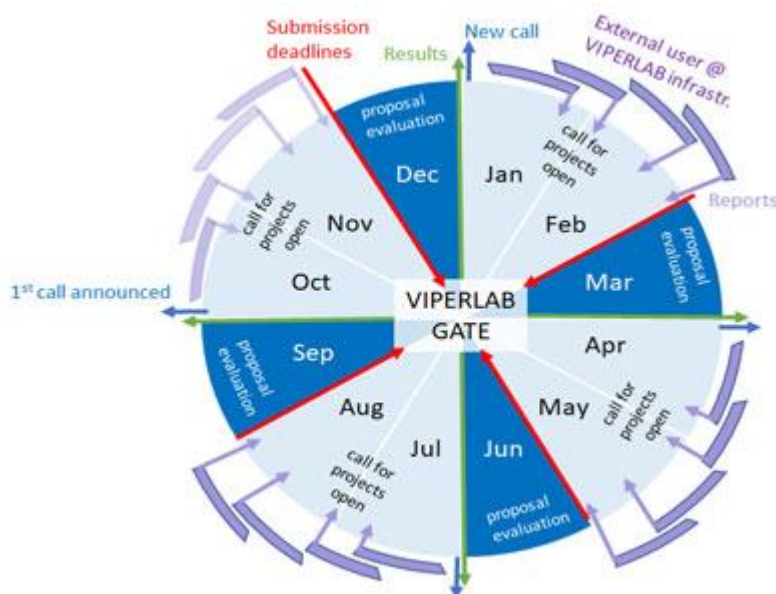 Submission
deadlines
Results
New call
External user @
VIPERLAB infrastr.
proposal
evaluation
Dec
Jan
call for
projects
open
Nov
Feb
call for
projects
open
Reports
Oct
Mar
proposal
evaluation
1st call announced
VIPERLAB
GATE
Sep
proposal
evaluation
Apr
Aug
May
call for
projects
open
Jul
Jun
call for
projects
open
proposal
evaluation